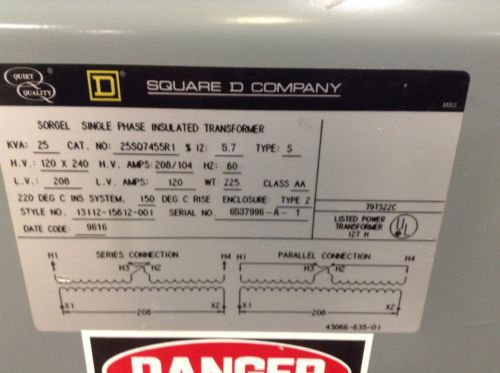 QUIET QUALITY D SQUARE D COMPANY
MB2
SORGEL SINGLE PHASE INSULATED TRANSFORMER
KVA: 25 CAT. NO: 25SQ7455R1 % IZ: 5.7 TYPE: S
H.V.: 120 X 240 H.V. AMPS: 208/104 HZ: 60
L.V.: 208 L.V. AMPS: 120 WT: 225 CLASS AA
220 DEG C INS SYSTEM. 150 DEG C RISE ENCLOSURE: TYPE 2
STYLE NO. 13112-15612-001 SERIAL NO. 6537996-A-1
DATE CODE: 9616
79T522C
LISTED POWER TRANSFORMER 12T H UL
SERIES CONNECTION PARALLEL CONNECTION
H1 H3 H2 H4 H1 H3 H2 H4
X1 208 X2 X1 208 X2
43066-635-01
DANGER